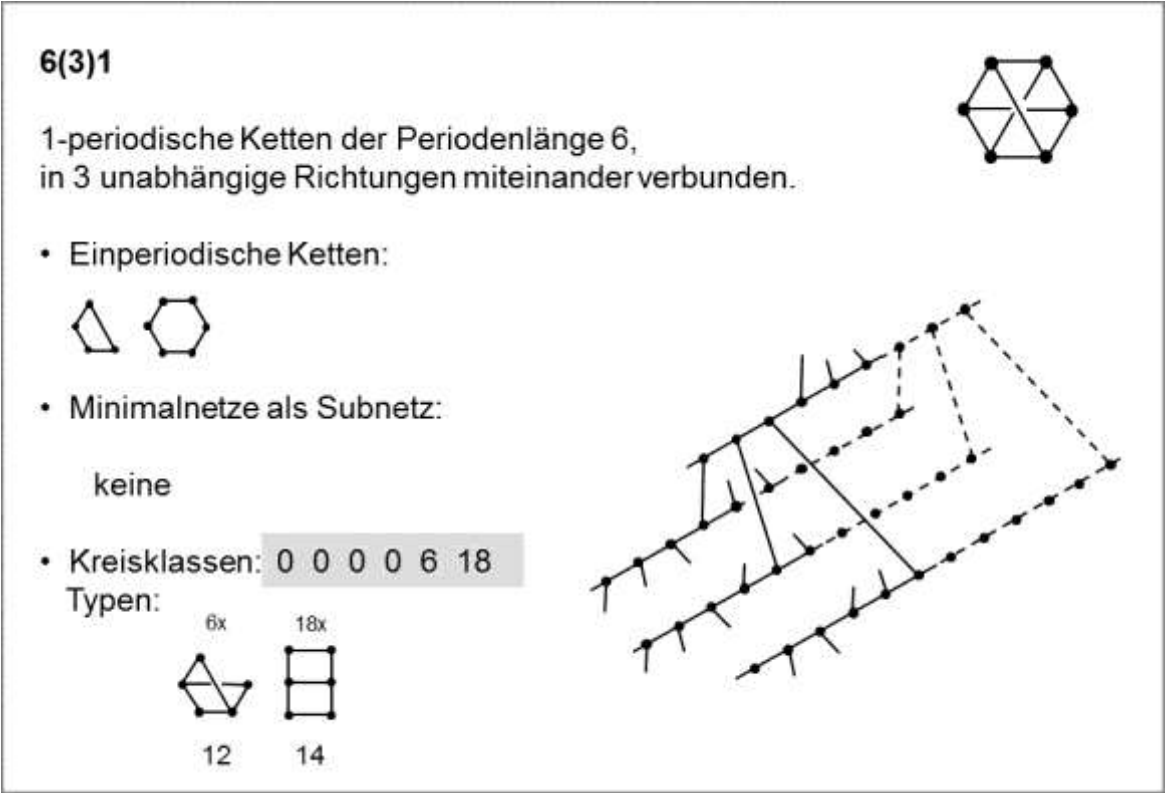 6(3)1
1-periodische Ketten der Periodenlänge 6,
in 3 unabhängige Richtungen miteinander verbunden.
• Einperiodische Ketten:
• Minimalnetze als Subnetz:
keine
• Kreisklassen: 0 0 0 0 6 18
Typen:
6x 18x
12 14